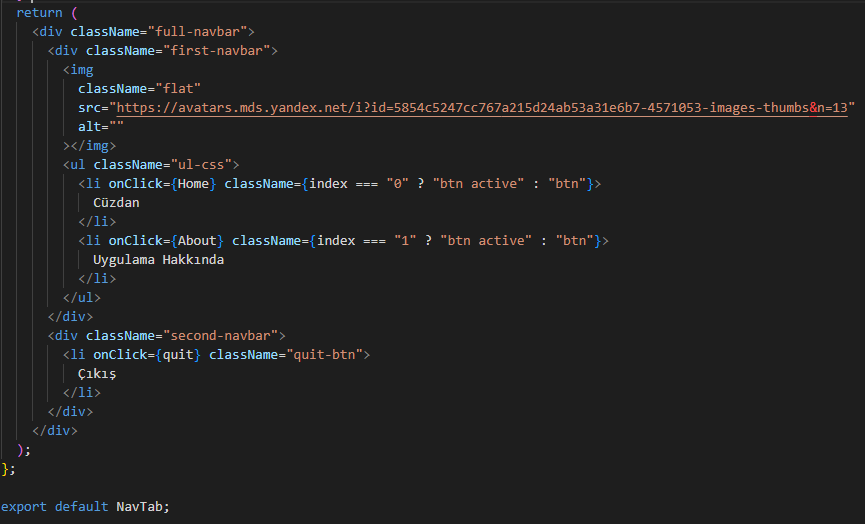 return (
<div className="full-navbar">
<div className="first-navbar">
<img
className="flat"
src="https://avatars.mds.yandex.net/i?id=5854c5247cc767a215d24ab53a31e6b7-4571053-images-thumbs&n=13"
alt=""
></img>
<ul className="ul-css">
<li onClick={Home} className={index === "0" ? "btn active" : "btn"}>
Cüzdan
</li>
<li onClick={About} className={index === "1" ? "btn active" : "btn"}>
Uygulama Hakkında
</li>
</ul>
</div>
<div className="second-navbar">
<li onClick={quit} className="quit-btn">
Çıkış
</li>
</div>
</div>
);
};
export default NavTab;